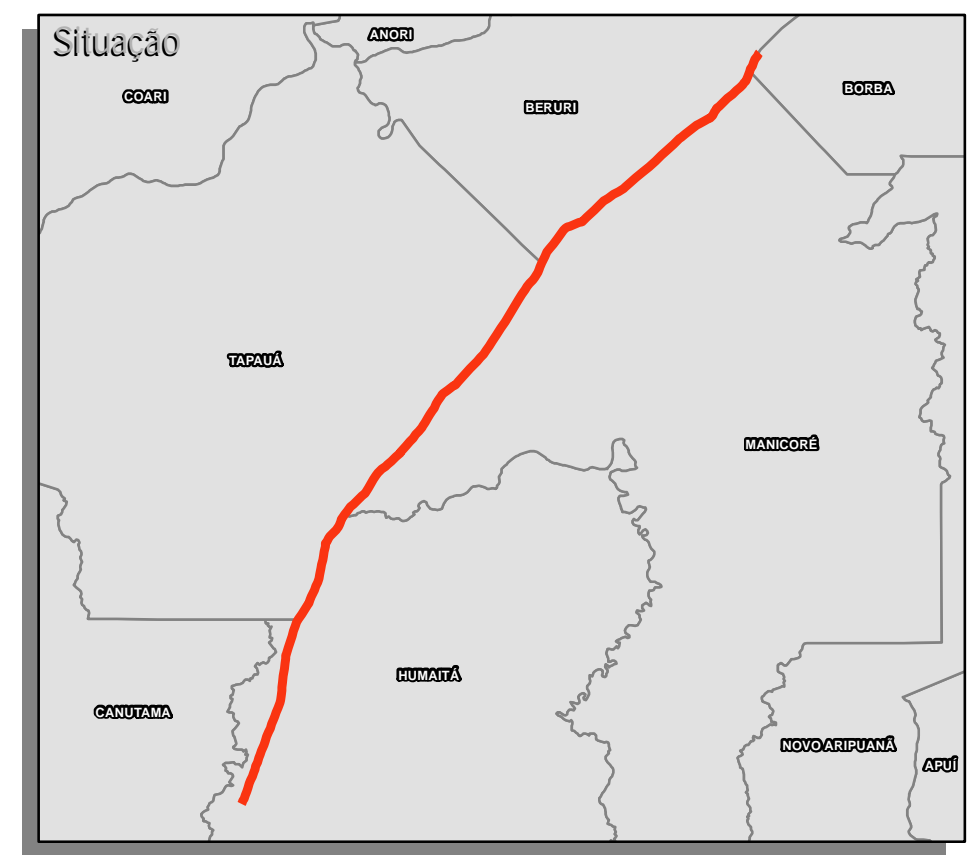 Situação
ANORI
COARI
BERURI
BORBA
TAPAUÁ
MANICORÉ
HUMAITÁ
CANUTAMA
NOVO ARIPUANÃ
APUÍ